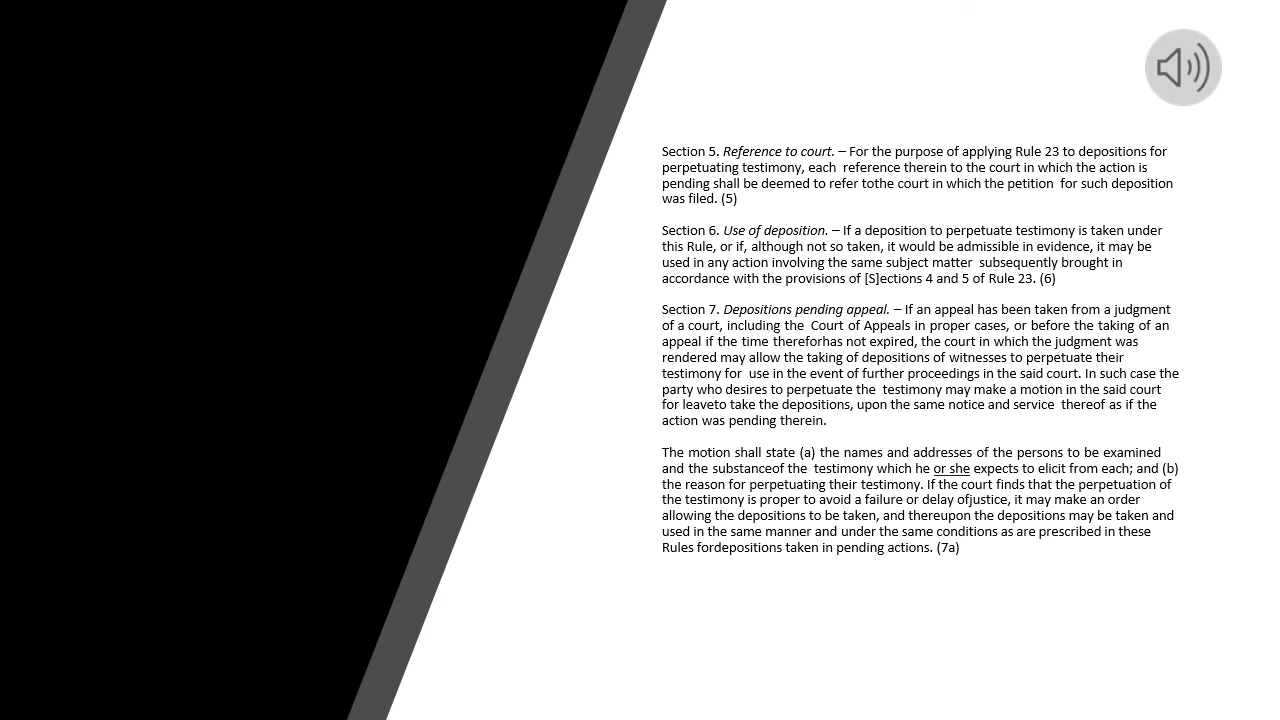 Section 5. Reference to court. – For the purpose of applying Rule 23 to depositions for
perpetuating testimony, each  reference therein to the court in which the action is
pending shall be deemed to refer tothe court in which the petition  for such deposition
was filed. (5)
Section 6. Use of deposition. – If a deposition to perpetuate testimony is taken under
this Rule, or if, although not so taken, it would be admissible in evidence, it may be
used in any action involving the same subject matter  subsequently brought in
accordance with the provisions of [S]ections 4 and 5 of Rule 23. (6)
Section 7. Depositions pending appeal. – If an appeal has been taken from a judgment
of a court, including the  Court of Appeals in proper cases, or before the taking of an
appeal if the time thereforhas not expired, the court in which the judgment was
rendered may allow the taking of depositions of witnesses to perpetuate their
testimony for  use in the event of further proceedings in the said court. In such case the
party who desires to perpetuate the  testimony may make a motion in the said court
for leaveto take the depositions, upon the same notice and service  thereof as if the
action was pending therein.
The motion shall state (a) the names and addresses of the persons to be examined
and the substanceof the  testimony which he or she expects to elicit from each; and (b)
the reason for perpetuating their testimony. If the court finds that the perpetuation of
the testimony is proper to avoid a failure or delay ofjustice, it may make an order
allowing the depositions to be taken, and thereupon the depositions may be taken and
used in the same manner and under the same conditions as are prescribed in these
Rules fordepositions taken in pending actions. (7a)